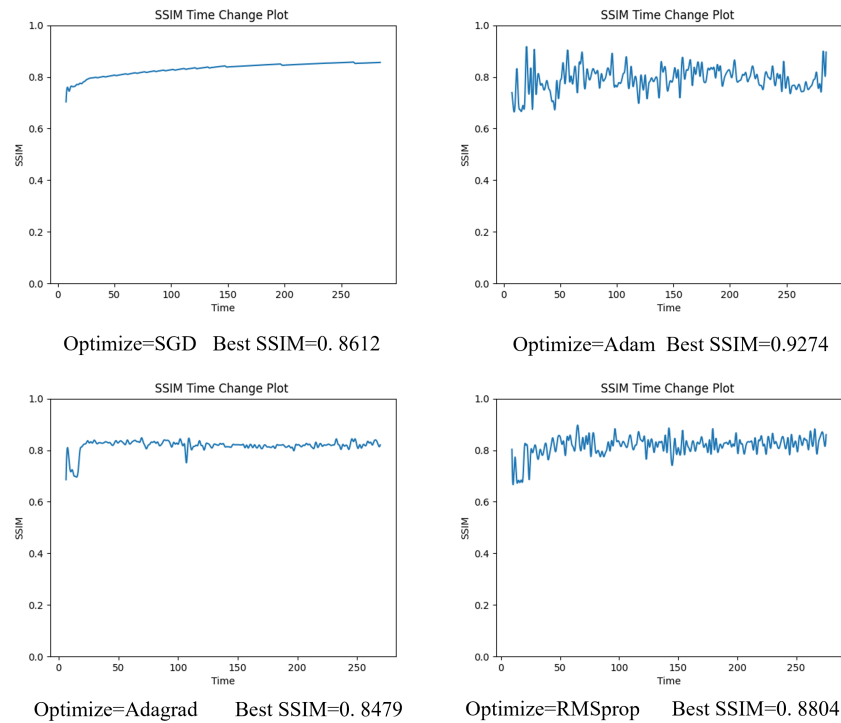 SSIM Time Change Plot
1.0
0.8
0.6
0.4
0.2
0.0
SSIM
0 50 100 150 200 250
Time
Optimize=SGD Best SSIM=0. 8612
SSIM Time Change Plot
1.0
0.8
0.6
0.4
0.2
0.0
SSIM
0 50 100 150 200 250
Time
Optimize=Adam Best SSIM=0.9274
SSIM Time Change Plot
1.0
0.8
0.6
0.4
0.2
0.0
SSIM
0 50 100 150 200 250
Time
Optimize=Adagrad Best SSIM=0. 8479
SSIM Time Change Plot
1.0
0.8
0.6
0.4
0.2
0.0
SSIM
0 50 100 150 200 250
Time
Optimize=RMSprop Best SSIM=0. 8804